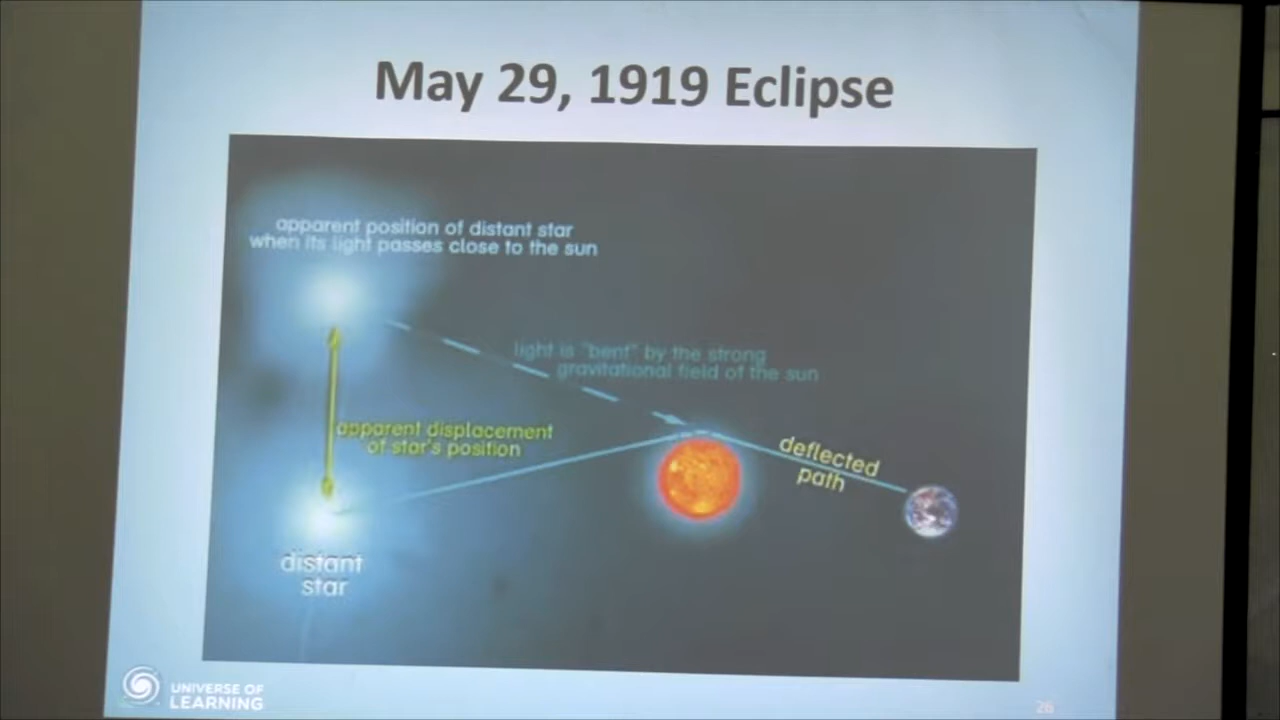 May 29, 1919 Eclipse
apparent position of distant star
when its light passes close to the sun
light is "bent" by the strong
gravitational field of the sun
apparent displacement
of star's position
deflected
path
distant
star
UNIVERSE OF
LEARNING
26